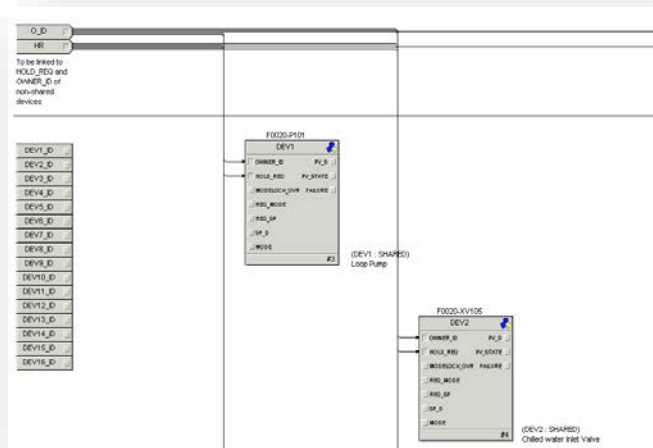 O_ID
HR
To be linked to
HOLD_REQ and
OWNER_ID of
non-shared
devices
DEV1_ID
DEV2_ID
DEV3_ID
DEV4_ID
DEV5_ID
DEV6_ID
DEV7_ID
DEV8_ID
DEV9_ID
DEV10_ID
DEV11_ID
DEV12_ID
DEV13_ID
DEV14_ID
DEV15_ID
DEV16_ID
F0020-P101
DEV1
OWNER_ID PV_D
HOLD_REQ PV_STATE
MODELOCK_OVR FAILURE
REQ_MODE
REQ_SP
SP_D
MODE
#3
(DEV1 : SHARED)
Loop Pump
F0020-XV105
DEV2
OWNER_ID PV_D
HOLD_REQ PV_STATE
MODELOCK_OVR FAILURE
REQ_MODE
REQ_SP
SP_D
MODE
#4
(DEV2 : SHARED)
Chilled water Inlet Valve